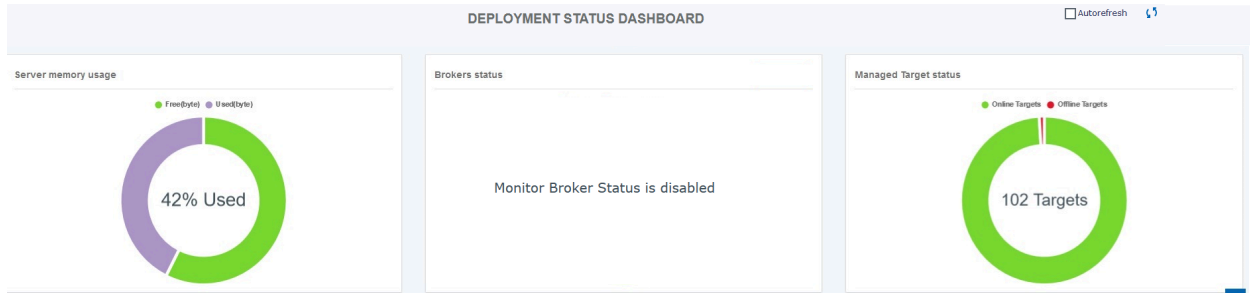 DEPLOYMENT STATUS DASHBOARD
Autorefresh
Server memory usage
Free(byte) Used(byte)
42% Used
Brokers status
Monitor Broker Status is disabled
Managed Target status
Online Targets Offline Targets
102 Targets